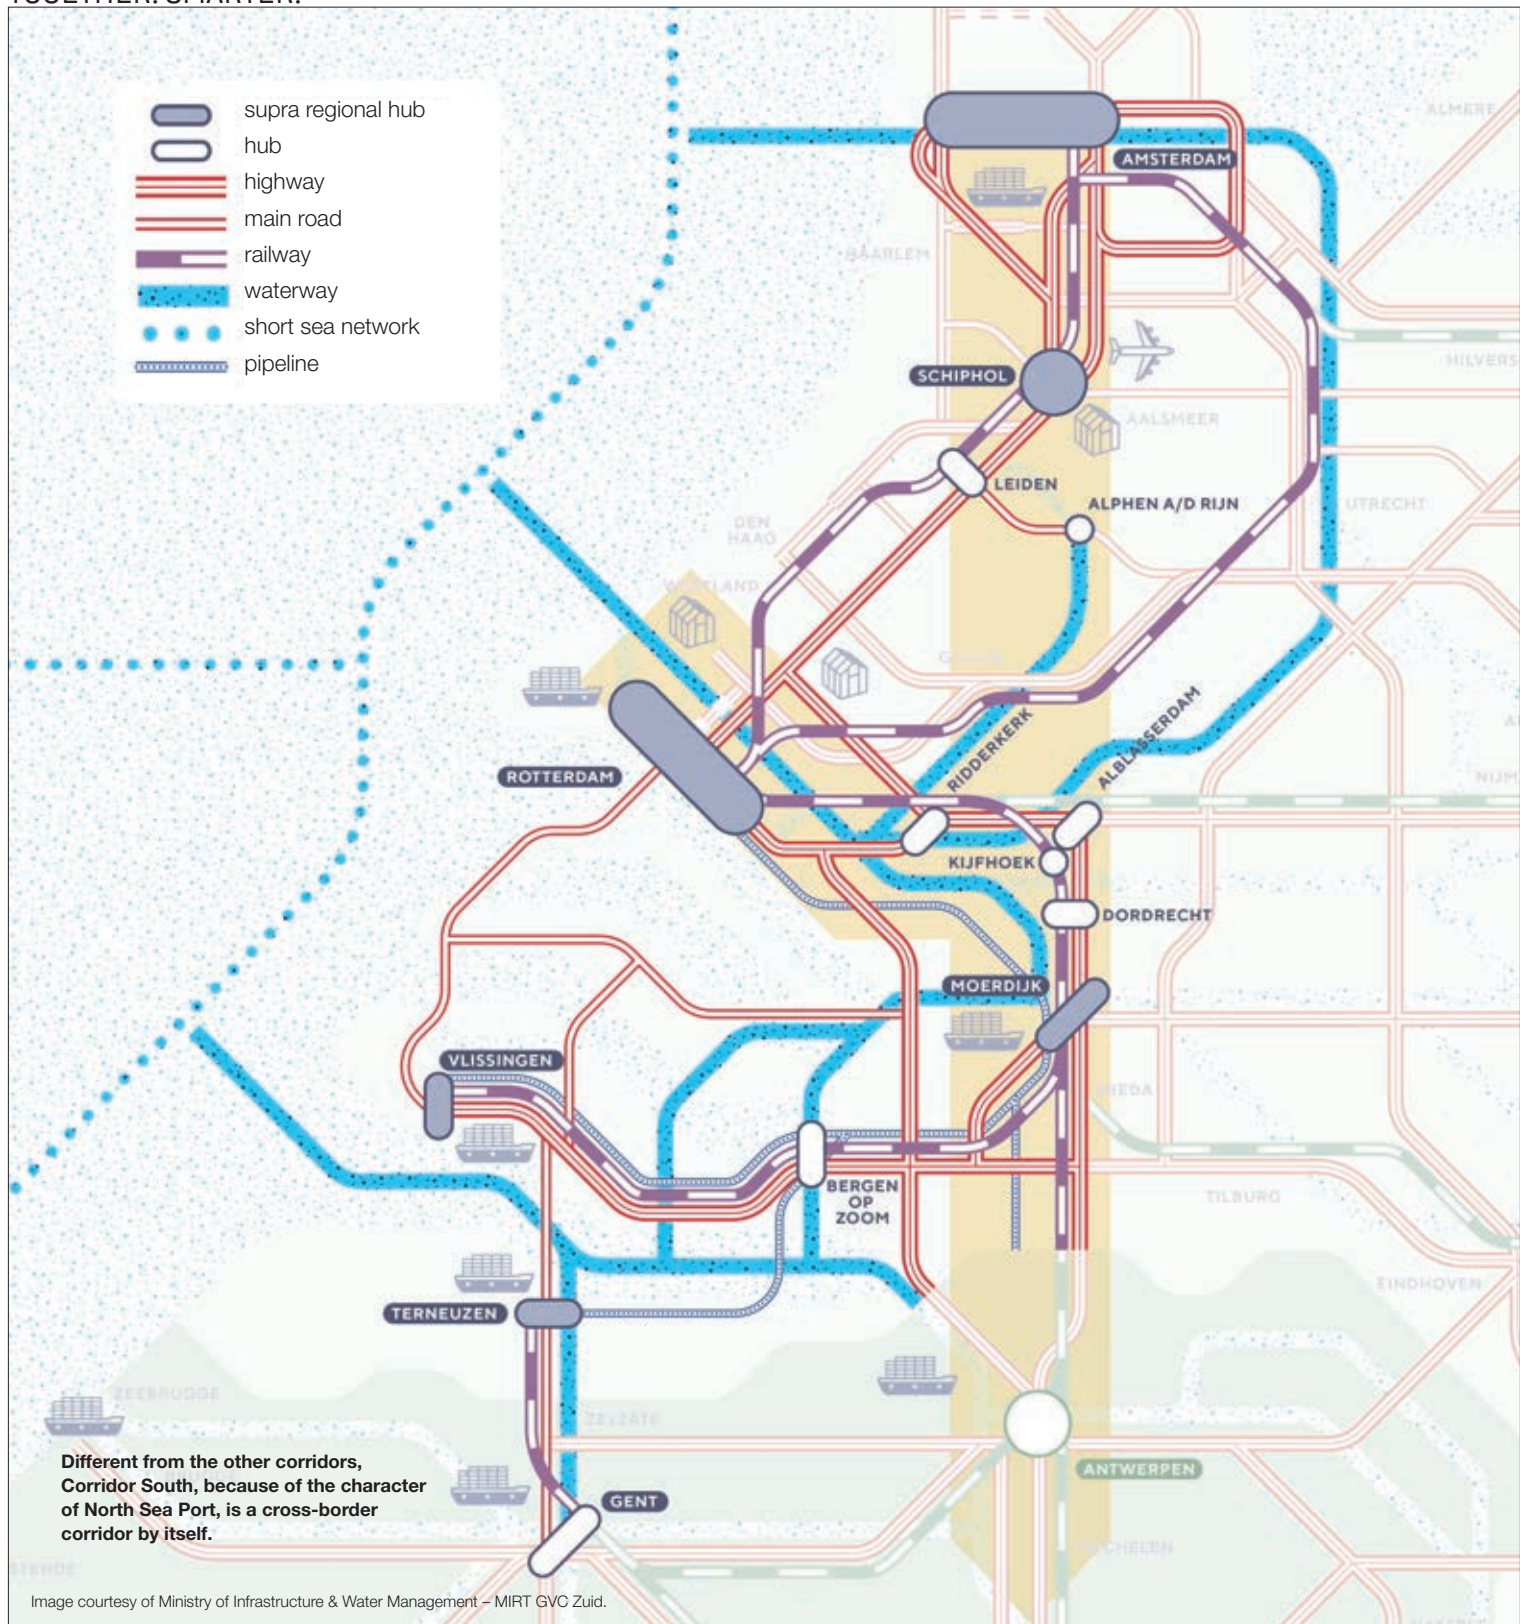 supra regional hub
hub
highway
main road
railway
waterway
short sea network
pipeline
ALMERE
AMSTERDAM
HAARLEM
HILVERS
SCHIPHOL
AALSMEER
LEIDEN
ALPHEN A/D RIJN
UTRECHT
DEN
HAAG
WESTLAND
RIDDERKERK
ALBLASSERDAM
ROTTERDAM
NIJM
KIJFHOEK
DORDRECHT
MOERDIJK
VLISSINGEN
BREDA
BERGEN
OP
ZOOM
TILBURG
EINDHOVEN
TERNEUZEN
ZEEBRUGGE
ZELZATE
ANTWERPEN
Different from the other corridors,
Corridor South, because of the character
of North Sea Port, is a cross-border
corridor by itself.
GENT
MECHELEN
STENDE
Image courtesy of Ministry of Infrastructure & Water Management – MIRT GVC Zuid.